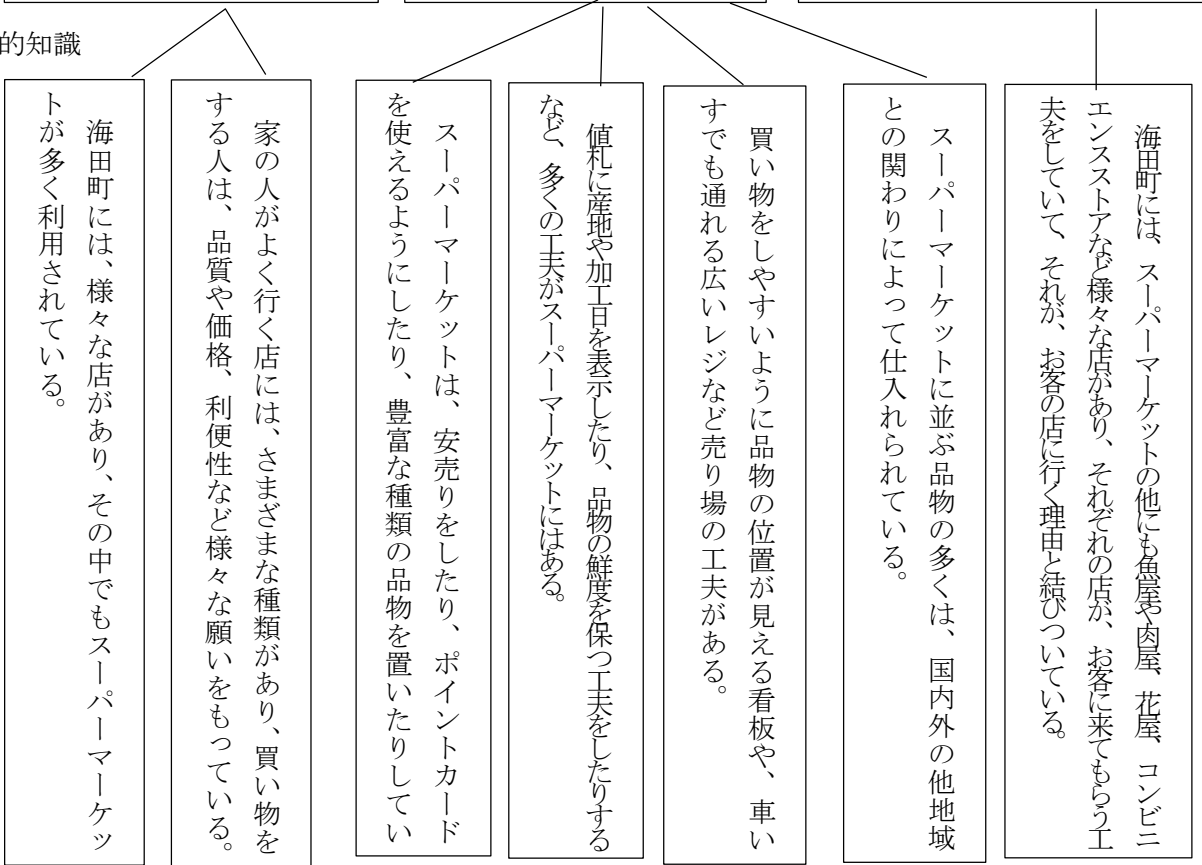 的知識
海田町には、様々な店があり、その中でもスーパーマーケッ
トが多く利用されている。
家の人がよく行く店には、さまざまな種類があり、買い物を
する人は、品質や価格、利便性など様々な願いをもっている。
スーパーマーケットは、安売りをしたり、ポイントカード
を使えるようにしたり、豊富な種類の品物を置いたりしてい
値札に産地や加工日を表示したり、品物の鮮度を保つ工夫をしたりする
など、多くの工夫がスーパーマーケットにはある。
買い物をしやすいように品物の位置が見える看板や、車い
すでも通れる広いレジなど売り場の工夫がある。
スーパーマーケットに並ぶ品物の多くは、国内外の他地域
との関わりによって仕入れられている。
海田町には、スーパーマーケットの他にも魚屋や肉屋、花屋、コンビニ
エンスストアなど様々な店があり、それぞれの店が、お客に来てもらう工
夫をしていて、それが、お客の店に行く理由と結びついている。